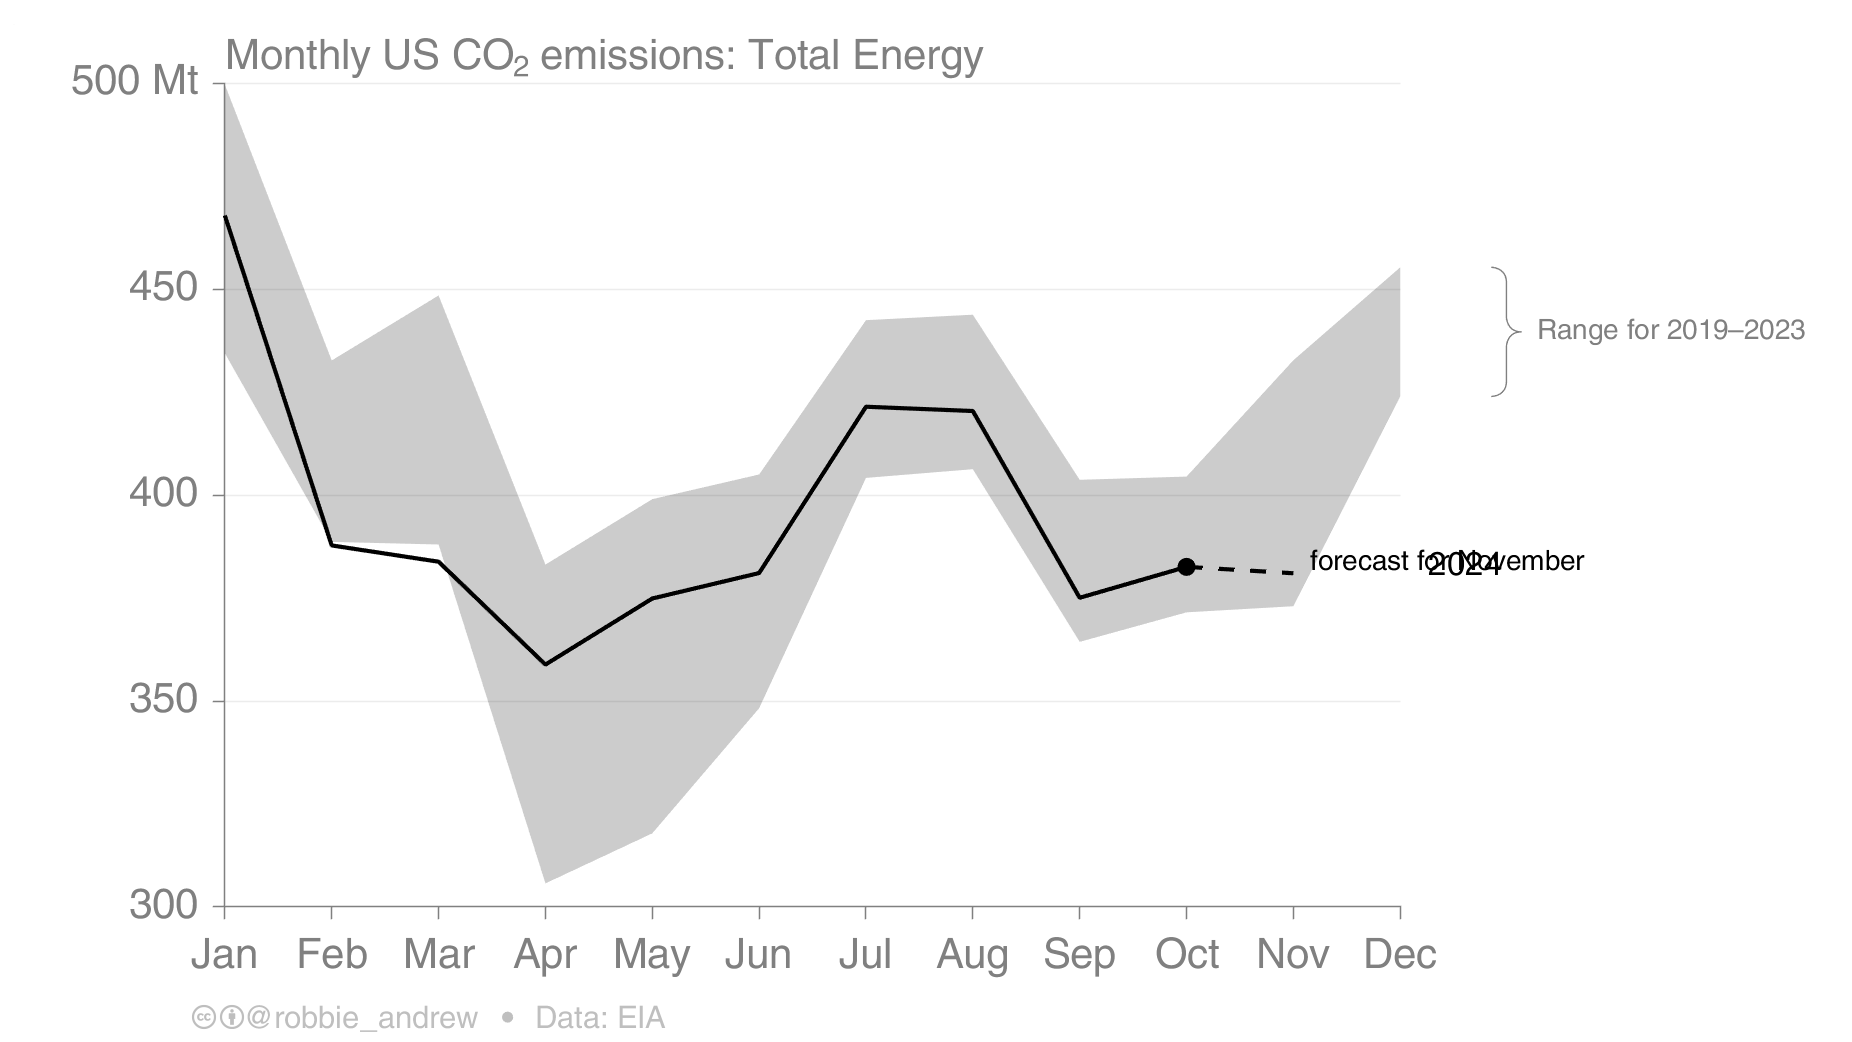 Monthly US CO₂ emissions: Total Energy
500 Mt
450
400
350
300
Range for 2019–2023
forecast for November
2024
Jan Feb Mar Apr May Jun Jul Aug Sep Oct Nov Dec
@robbie_andrew • Data: EIA